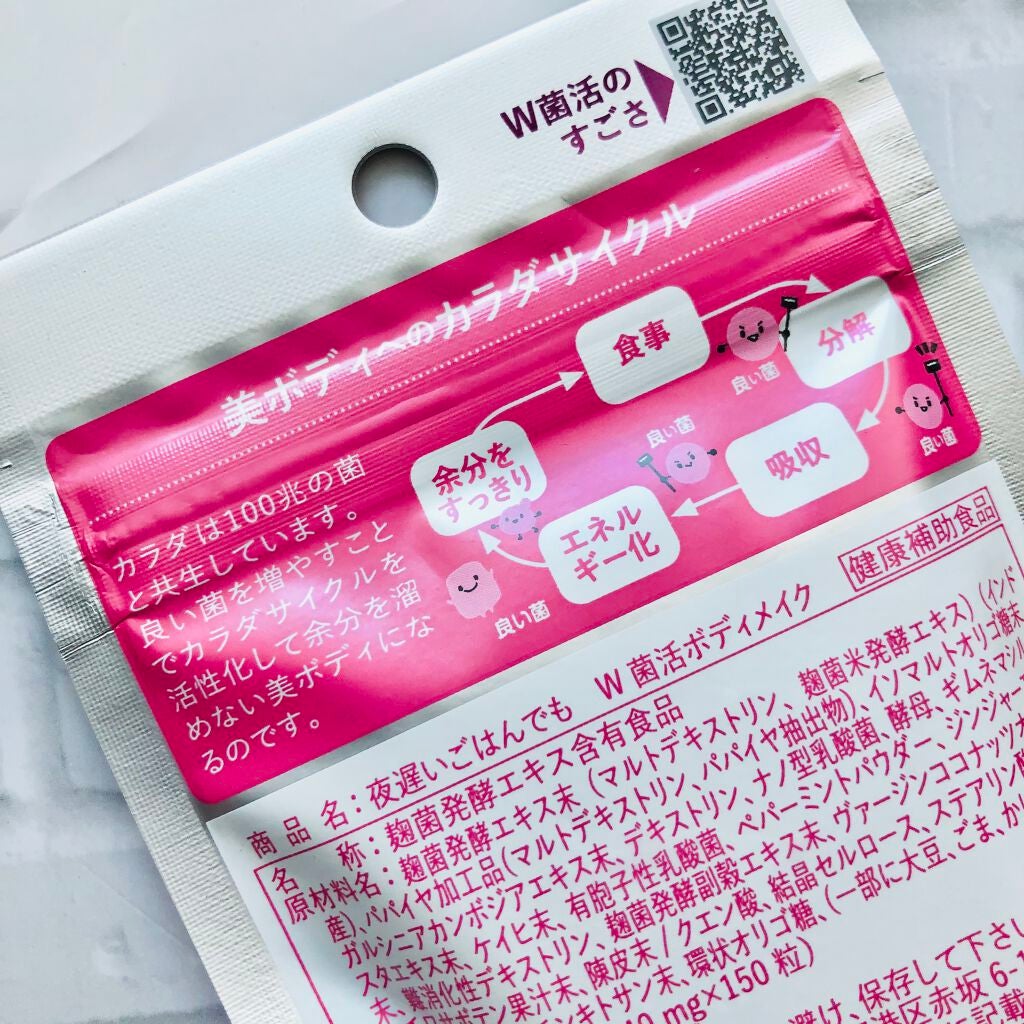 W菌活の
すごさ
美ボディへのカラダサイクル
食事
分解
良い菌
良い菌
吸収
良い菌
余分を
すっきり
エネル
ギー化
良い菌
カラダは100兆の菌
と共生しています。
良い菌を増やすこと
でカラダサイクルを
活性化して余分を溜
めない美ボディにな
るのです。
健康補助食品
商品名:夜遅いごはんでも W菌活ボディメイク
名称:麹菌発酵エキス含有食品
原材料名:麹菌発酵エキス末(マルトデキストリン、麹菌米発酵エキス)(インド
産)、パパイヤ加工品(マルトデキストリン、パパイヤ抽出物)、イソマルトオリゴ糖末
ガルシニアカンボジアエキス末、デキストリン、ナノ型乳酸菌、酵母、ギムネマシル
スタエキス末、ケイヒ末、有胞子性乳酸菌、ペパーミントパウダー、ジンジャー
末、難消化性デキストリン、麹菌発酵副穀エキス末、ヴァージンココナッツオ
サボテン果汁末、陳皮末/クエン酸、結晶セルロース、ステアリン酸
キトサン末、環状オリゴ糖、(一部に大豆、ごま、か
mg×150粒)
避け、保存して下さい
港区赤坂6-1
記載